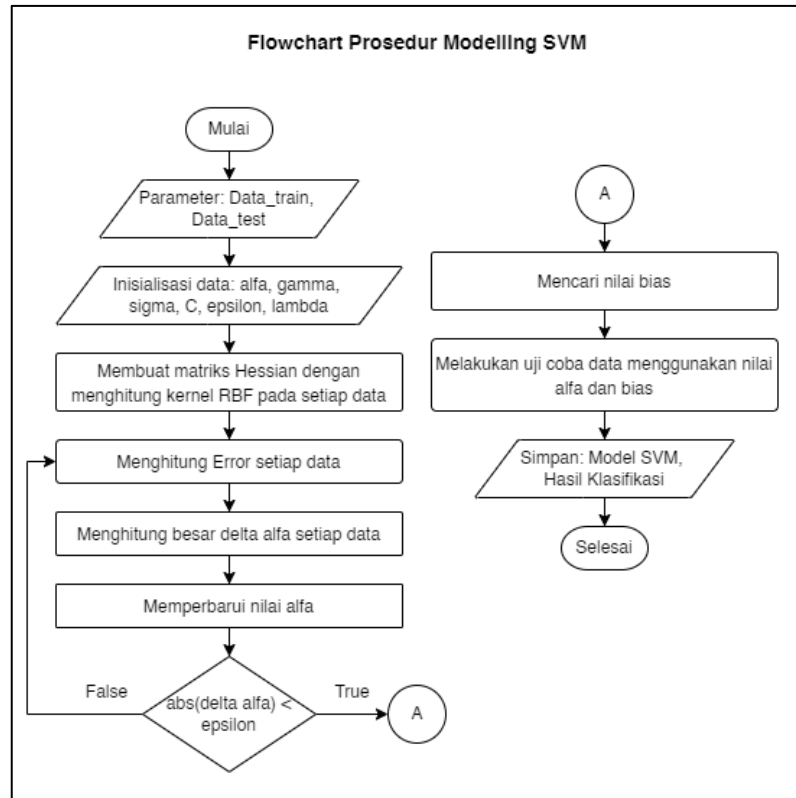 Flowchart Prosedur Modelling SVM
Mulai
Parameter: Data_train,
Data_test
Inisialisasi data: alfa, gamma,
sigma, C, epsilon, lambda
Membuat matriks Hessian dengan
menghitung kernel RBF pada setiap data
Menghitung Error setiap data
Menghitung besar delta alfa setiap data
Memperbarui nilai alfa
False
abs(delta alfa) <
epsilon
True
A
A
Mencari nilai bias
Melakukan uji coba data menggunakan nilai
alfa dan bias
Simpan: Model SVM,
Hasil Klasifikasi
Selesai